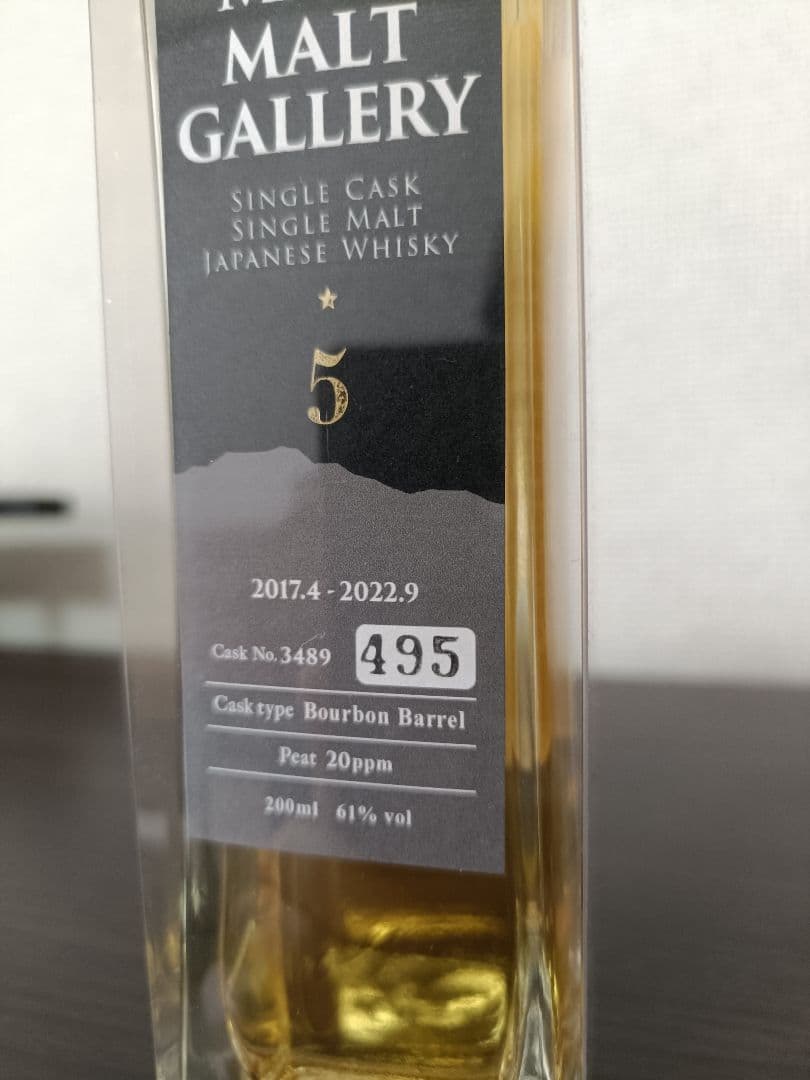 MALT
GALLERY
SINGLE CASK
SINGLE MALT
JAPANESE WHISKY
5
2017.4 - 2022.9
Cask No. 3489 495
Cask type Bourbon Barrel
Peat 20ppm
200ml 61% vol